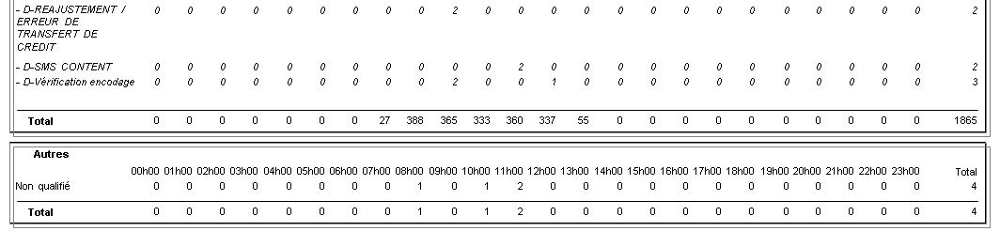 - D-REAJUSTEMENT / 0 0 0 0 0 0 0 0 0 2 0 0 0 0 0 0 0 0 0 0 0 0 0 0 2
ERREUR DE
TRANSFERT DE
CREDIT
- D-SMS CONTENT 0 0 0 0 0 0 0 0 0 0 0 2 0 0 0 0 0 0 0 0 0 0 0 0 2
- D-Vérification encodage 0 0 0 0 0 0 0 0 0 2 0 0 1 0 0 0 0 0 0 0 0 0 0 0 3
Total 0 0 0 0 0 0 0 27 388 365 333 360 337 55 0 0 0 0 0 0 0 0 0 0 1865
Autres
00h00 01h00 02h00 03h00 04h00 05h00 06h00 07h00 08h00 09h00 10h00 11h00 12h00 13h00 14h00 15h00 16h00 17h00 18h00 19h00 20h00 21h00 22h00 23h00 Total
Non qualifié 0 0 0 0 0 0 0 0 1 0 1 2 0 0 0 0 0 0 0 0 0 0 0 0 4
Total 0 0 0 0 0 0 0 0 1 0 1 2 0 0 0 0 0 0 0 0 0 0 0 0 4